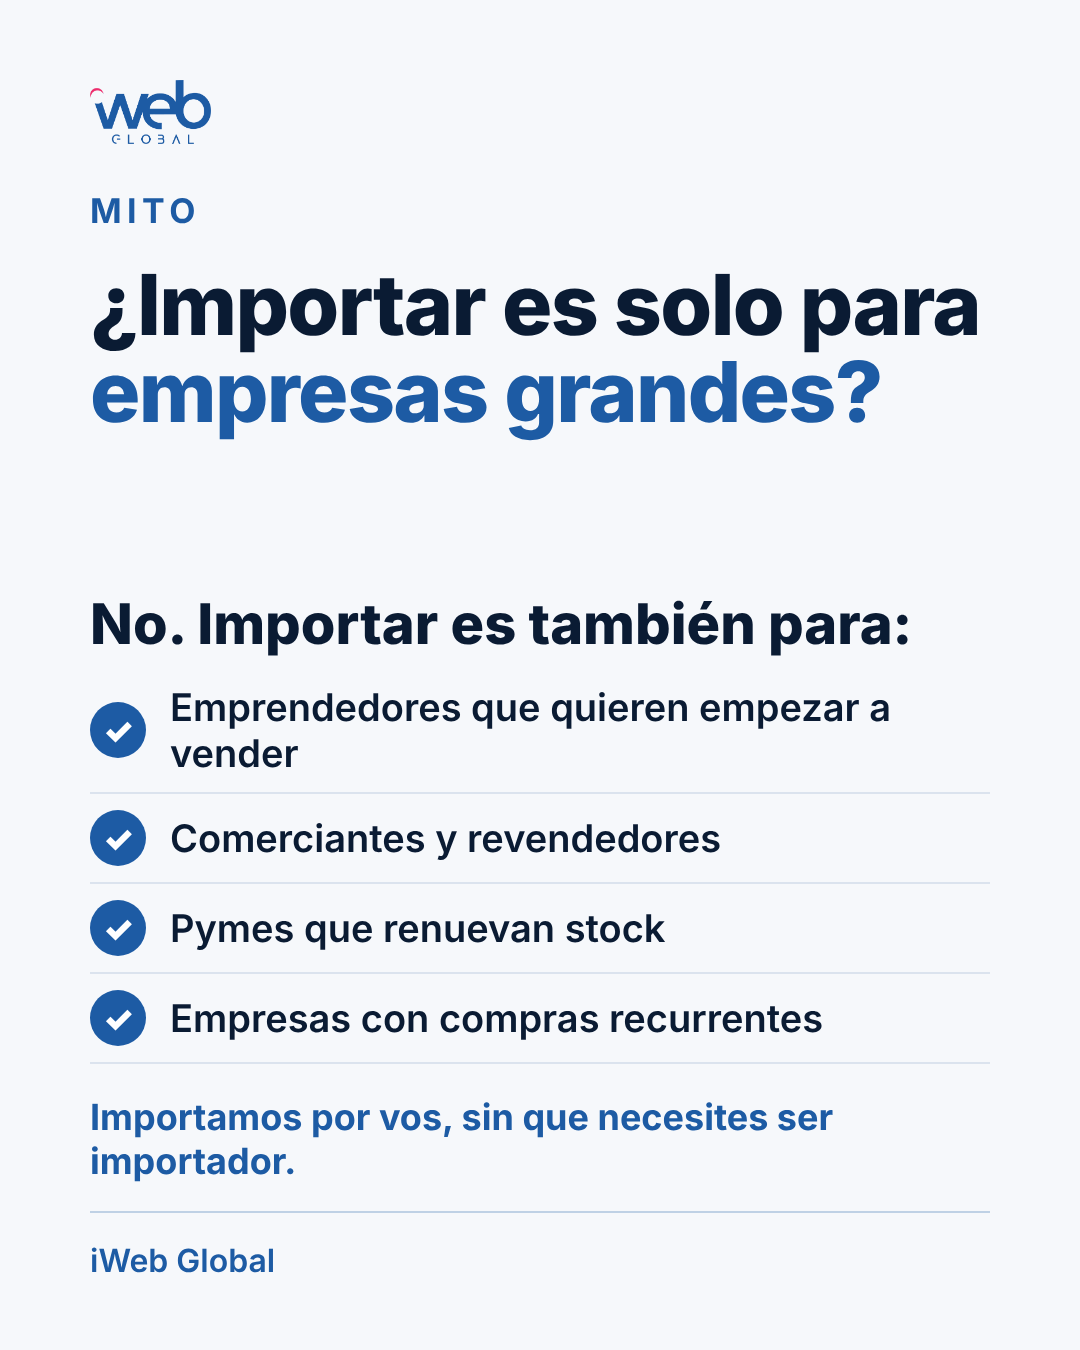 iweb
GLOBAL
MITO
¿Importar es solo para
empresas grandes?
No. Importar es también para:
Emprendedores que quieren empezar a
vender
Comerciantes y revendedores
Pymes que renuevan stock
Empresas con compras recurrentes
Importamos por vos, sin que necesites ser
importador.
iWeb Global